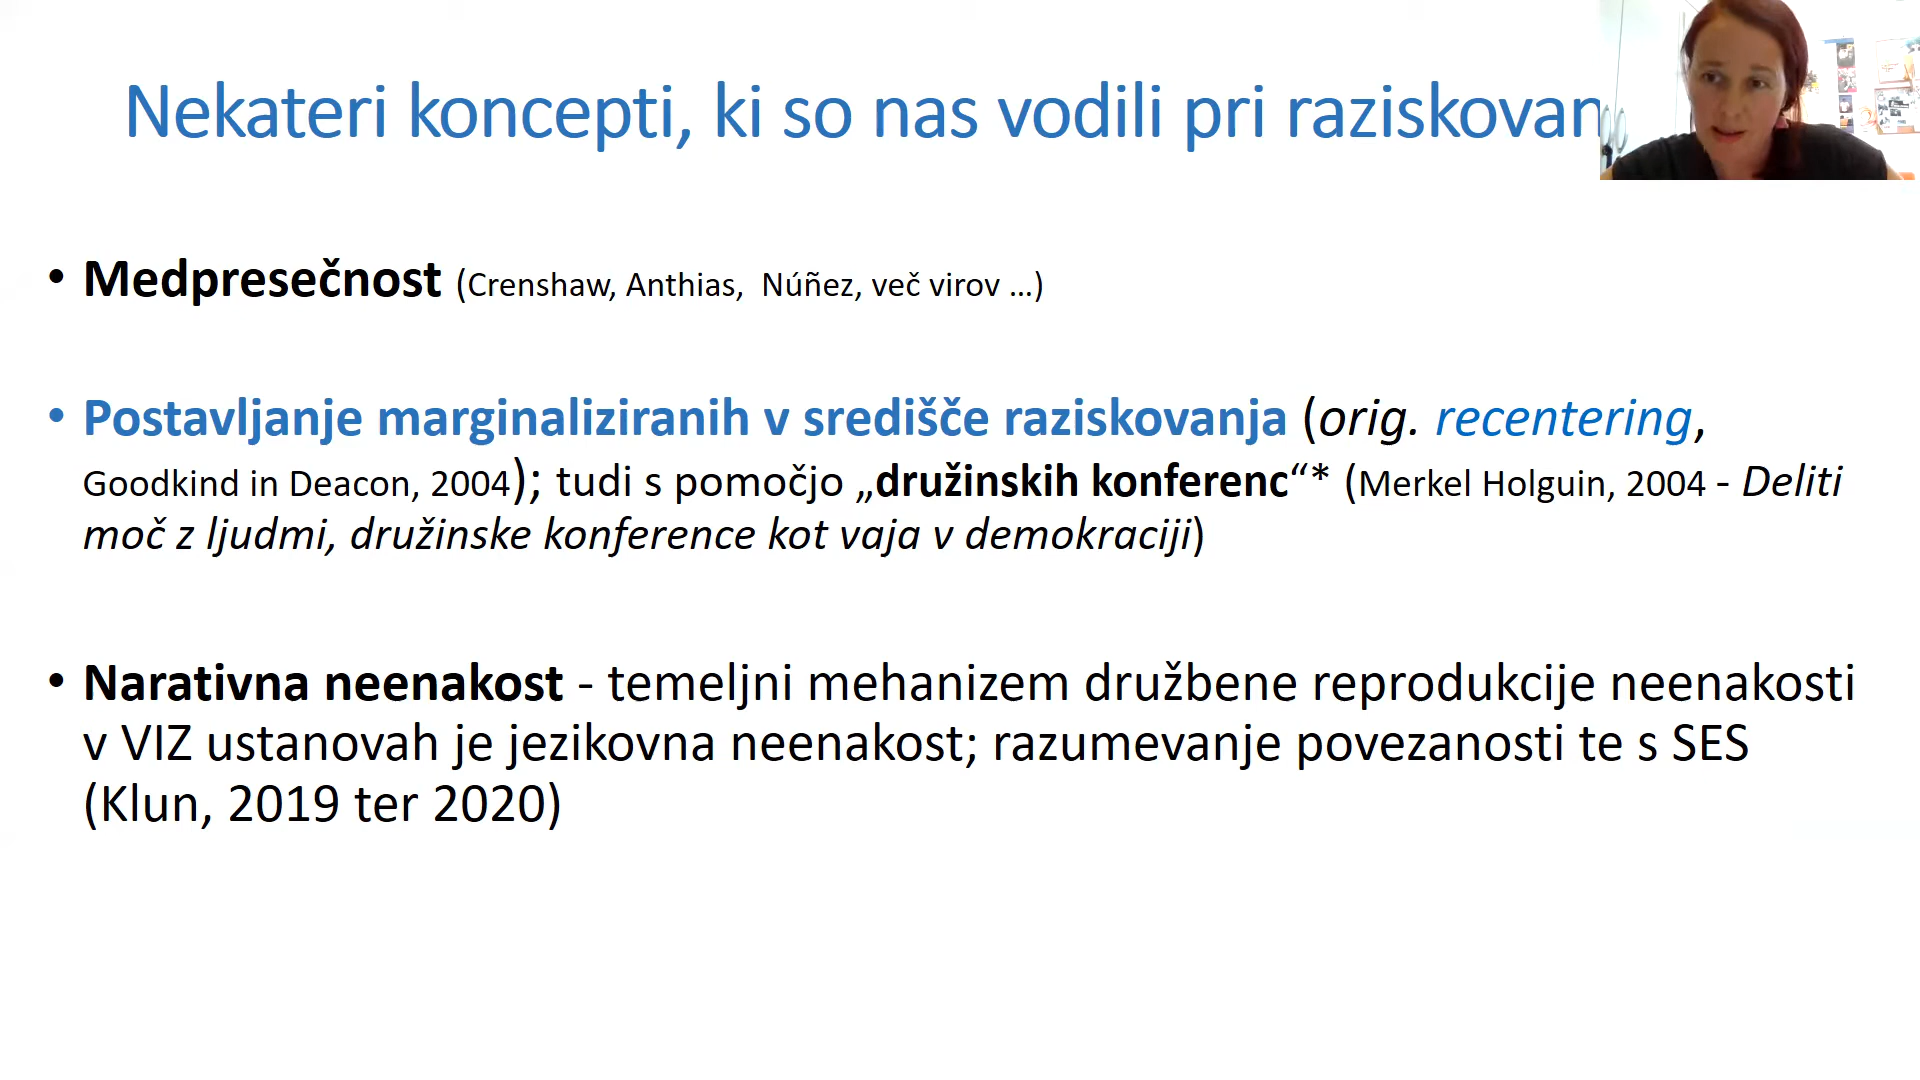 Nekateri koncepti, ki so nas vodili pri raziskovan
• Medpresečnost (Crenshaw, Anthias, Núñez, več virov …)
• Postavljanje marginaliziranih v središče raziskovanja (orig. recentering,
Goodkind in Deacon, 2004); tudi s pomočjo „družinskih konferenc“* (Merkel Holguin, 2004 - Deliti
moč z ljudmi, družinske konference kot vaja v demokraciji)
• Narativna neenakost - temeljni mehanizem družbene reprodukcije neenakosti
v VIZ ustanovah je jezikovna neenakost; razumevanje povezanosti te s SES
(Klun, 2019 ter 2020)